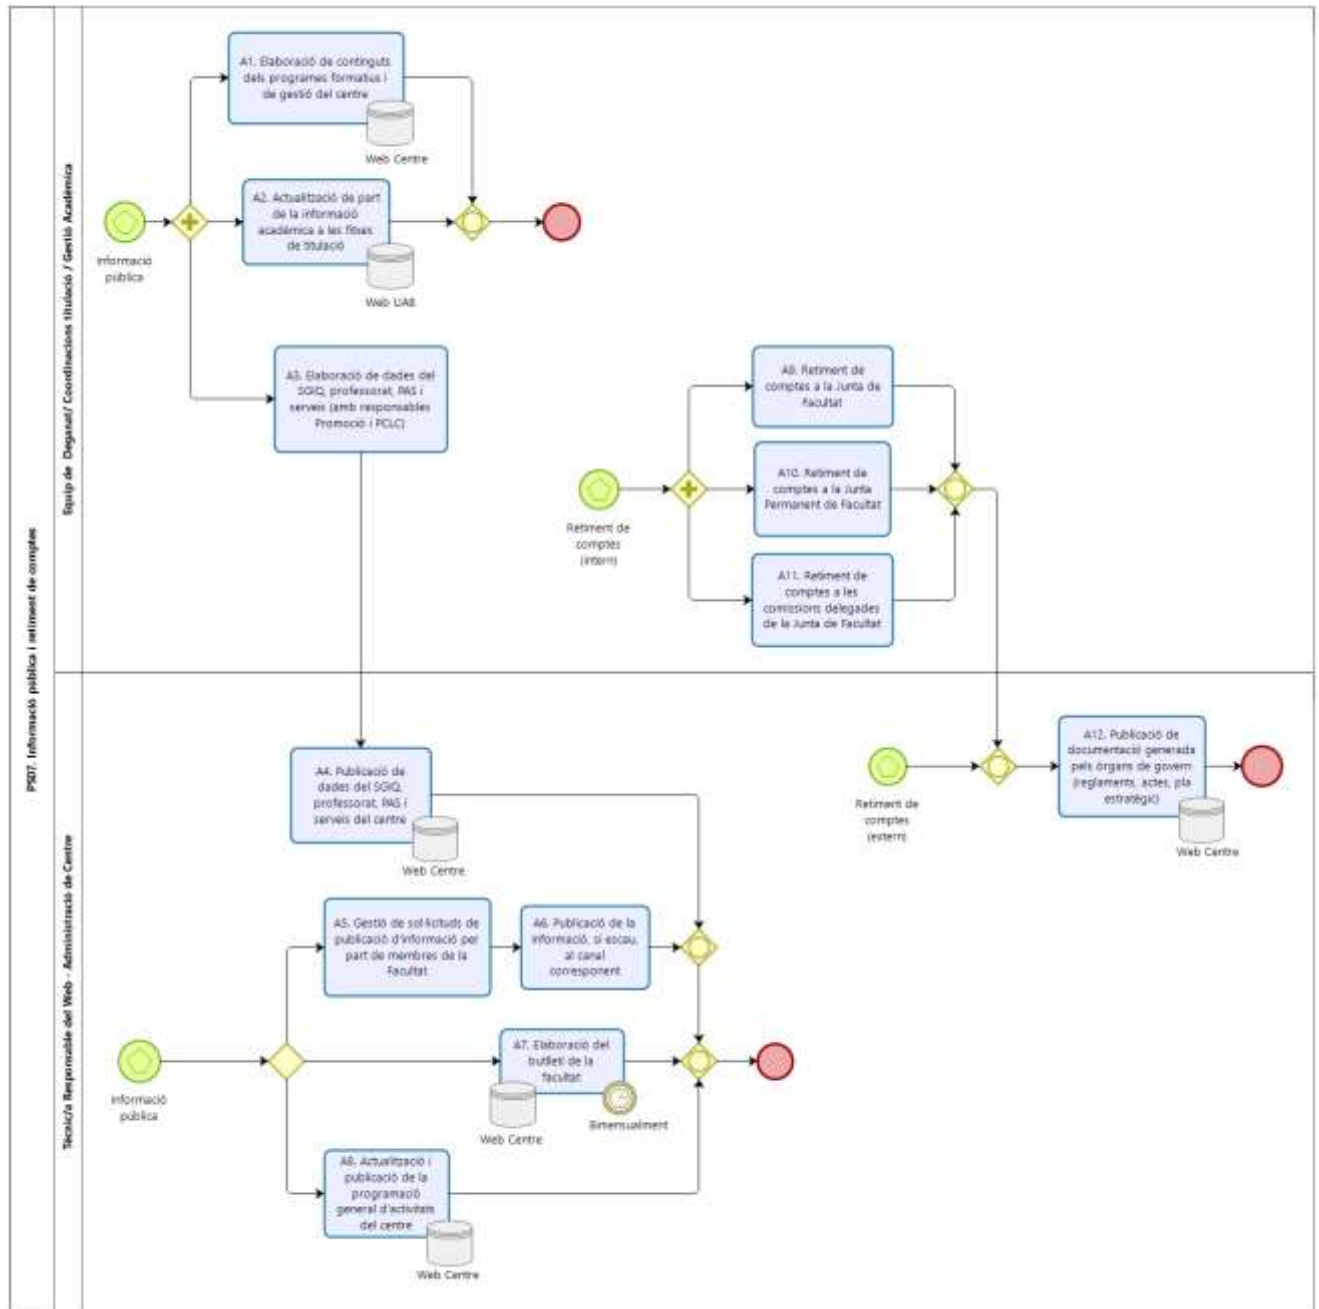 PS07. Informació pública i retiment de comptes
Equip de Deganat/ Coordinacions titulació / Gestió Acadèmica
A1. Elaboració de continguts
dels programes formatius i
de gestió del centre
Web Centre
Informació
pública
A2. Actualització de part
de la informació
acadèmica a les fitxes
de titulació
Web UAB
A3. Elaboració de dades del
SGIQ, professorat, PAS i
serveis (amb responsables
Promoció i PCLC)
Retiment de
comptes
(intern)
A9. Retiment de
comptes a la Junta de
Facultat
A10. Retiment de
comptes a la Junta
Permanent de Facultat
A11. Retiment de
comptes a les
comissions delegades
de la Junta de Facultat
Tècnic/a Responsable del Web - Administració de Centre
A4. Publicació de
dades del SGIQ,
professorat, PAS i
serveis del centre
Web Centre
Retiment de
comptes
(extern)
A12. Publicació de
documentació generada
pels òrgans de govern
(reglaments, actes, pla
estratègic)
Web Centre
A5. Gestió de sol·licituds de
publicació d'informació per
part de membres de la
Facultat
A6. Publicació de la
informació, si escau,
al canal
corresponent
Informació
pública
A7. Elaboració del
butlletí de la
facultat
Web Centre
Bimensualment
A8. Actualització i
publicació de la
programació
general d'activitats
del centre
Web Centre